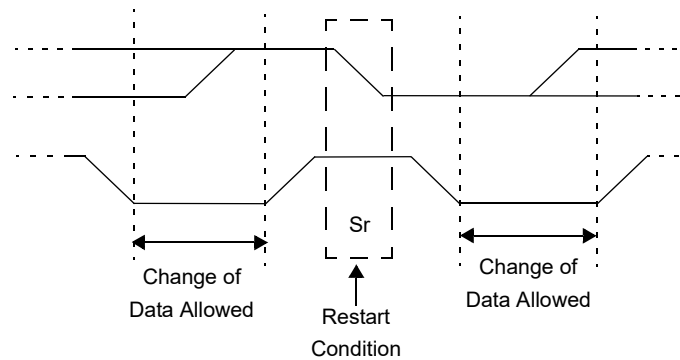 Sr
Change of
Data Allowed
Restart
Condition
Change of
Data Allowed